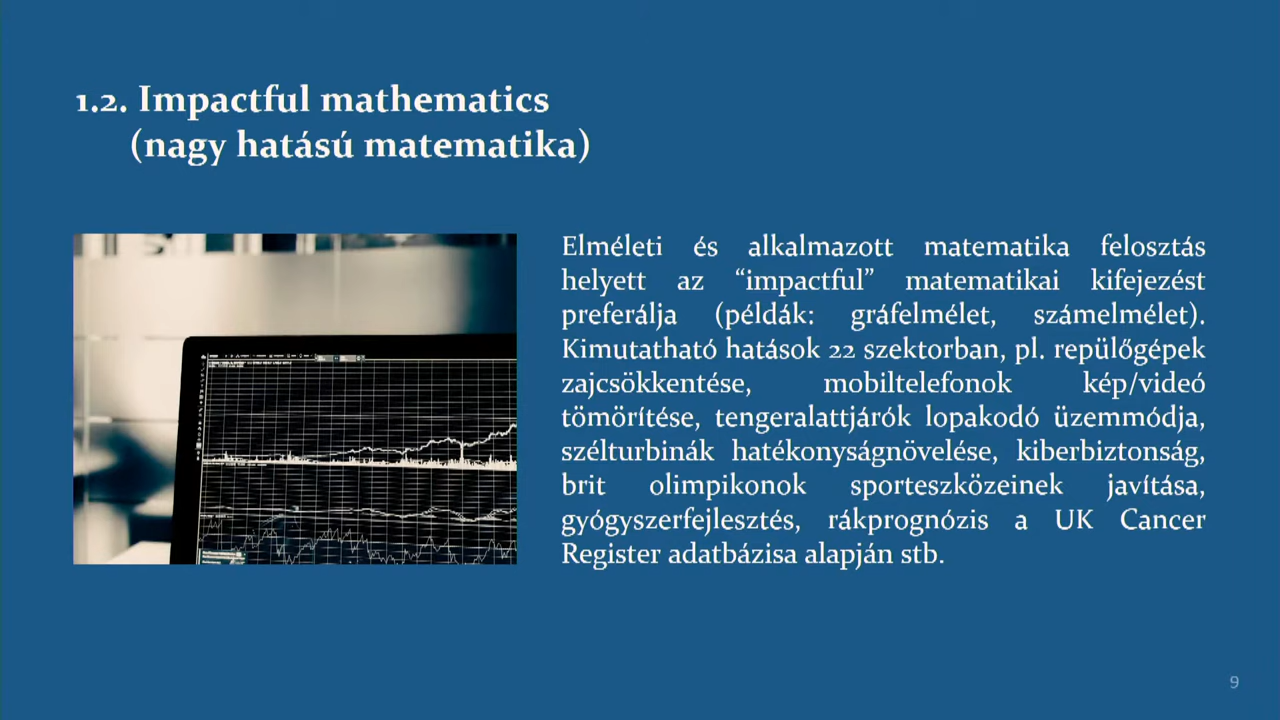 1.2. Impactful mathematics
(nagy hatású matematika)
Elméleti és alkalmazott matematika felosztás
helyett az “impactful” matematikai kifejezést
preferálja (példák: gráfelmélet, számelmélet).
Kimutatható hatások 22 szektorban, pl. repülőgépek
zajcsökkentése, mobiltelefonok kép/videó
tömörítése, tengeralattjárók lopakodó üzemmódja,
szélturbinák hatékonyságnövelése, kiberbiztonság,
brit olimpikonok sporteszközeinek javítása,
gyógyszerfejlesztés, rákprognózis a UK Cancer
Register adatbázisa alapján stb.
9